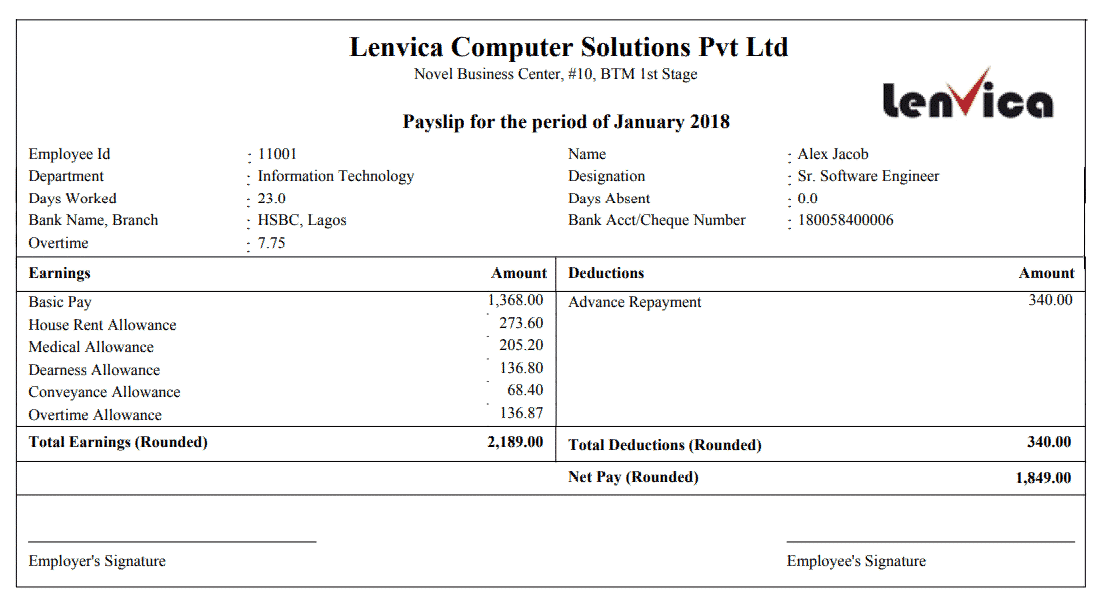 Lenvica Computer Solutions Pvt Ltd
Novel Business Center, #10, BTM 1st Stage
Lenvica
Payslip for the period of January 2018
Employee Id : 11001 Name : Alex Jacob
Department : Information Technology Designation : Sr. Software Engineer
Days Worked : 23.0 Days Absent : 0.0
Bank Name, Branch : HSBC, Lagos Bank Acct/Cheque Number : 180058400006
Overtime : 7.75
Earnings Amount Deductions Amount
Basic Pay 1,368.00 Advance Repayment 340.00
House Rent Allowance 273.60
Medical Allowance 205.20
Dearness Allowance 136.80
Conveyance Allowance 68.40
Overtime Allowance 136.87
Total Earnings (Rounded) 2,189.00 Total Deductions (Rounded) 340.00
Net Pay (Rounded) 1,849.00
Employer's Signature Employee's Signature